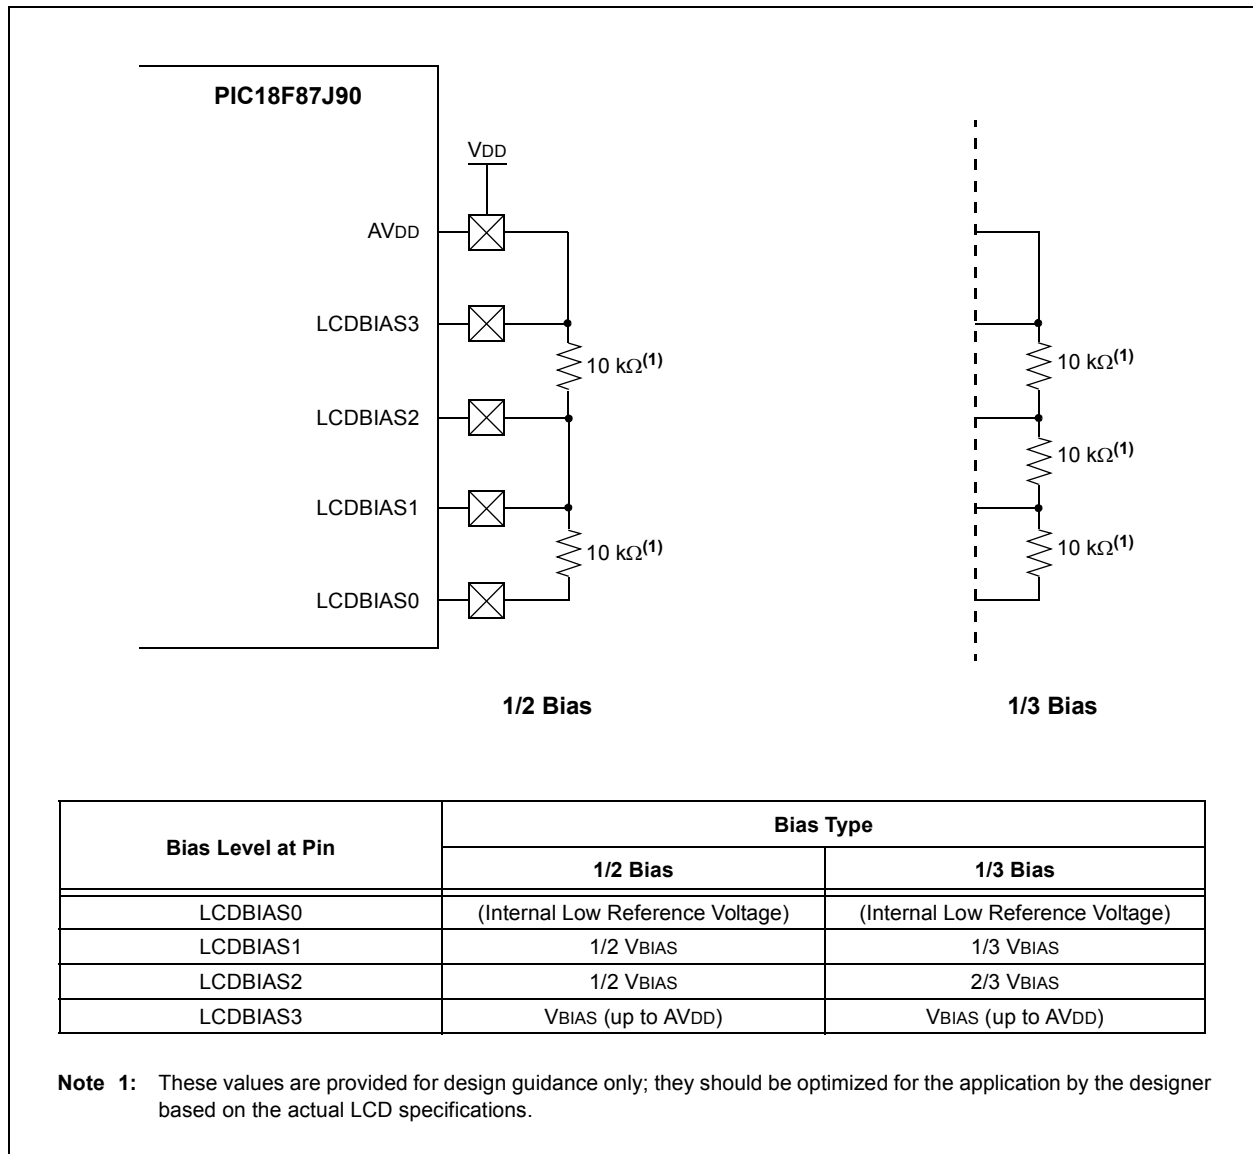 PIC18F87J90
VDD
AVDD
LCDBIAS3
10 kΩ(1)
10 kΩ(1)
LCDBIAS2
10 kΩ(1)
LCDBIAS1
10 kΩ(1)
10 kΩ(1)
LCDBIAS0
1/2 Bias
1/3 Bias
Bias Level at Pin
Bias Type
1/2 Bias
1/3 Bias
LCDBIAS0
(Internal Low Reference Voltage)
(Internal Low Reference Voltage)
LCDBIAS1
1/2 VBIAS
1/3 VBIAS
LCDBIAS2
1/2 VBIAS
2/3 VBIAS
LCDBIAS3
VBIAS (up to AVDD)
VBIAS (up to AVDD)
Note 1: These values are provided for design guidance only; they should be optimized for the application by the designer
based on the actual LCD specifications.